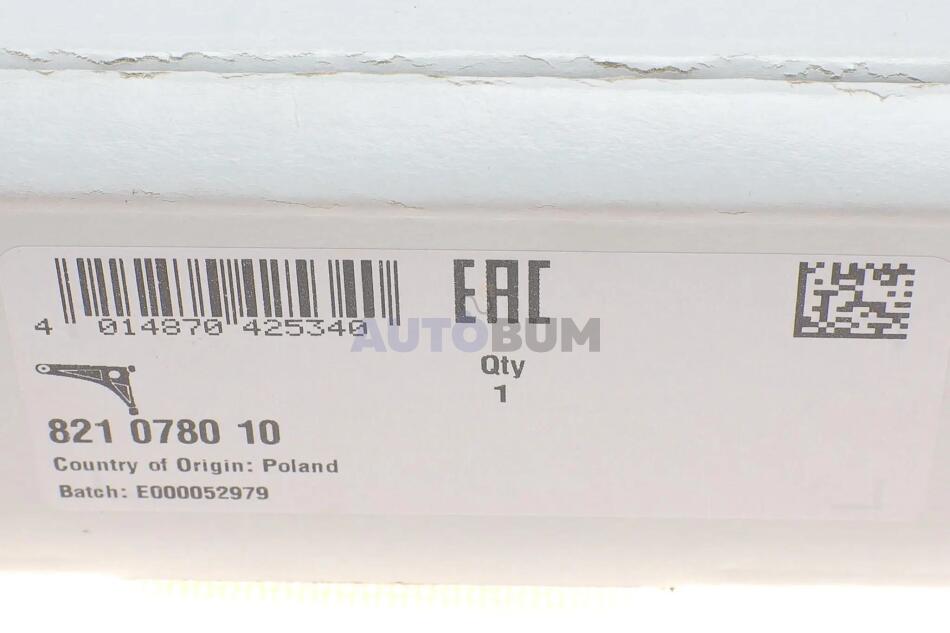 EAC
4 014870 425340
AUTOBUM
Qty
1
821 0780 10
Country of Origin: Poland
Batch: E000052979